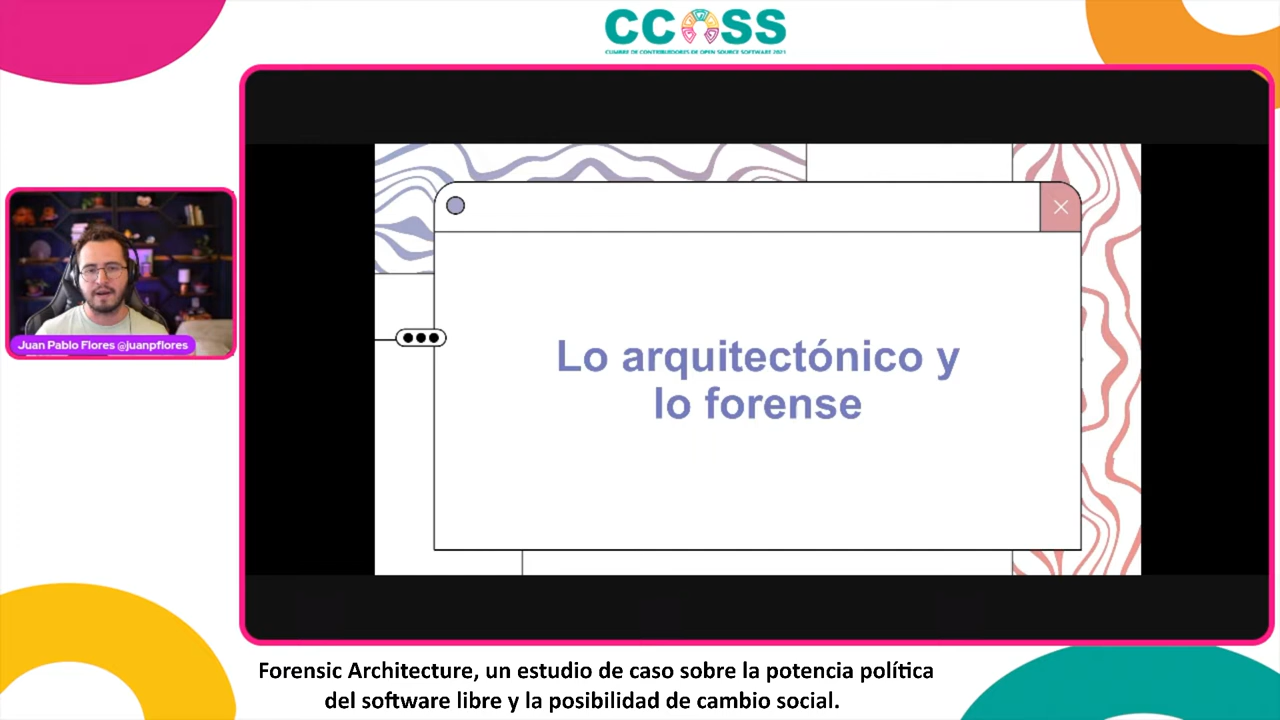 CCOSS
CUMBRE DE CONTRIBUIDORES DE OPEN SOURCE SOFTWARE 2021
Juan Pablo Flores @juanpflores
Lo arquitectónico y
lo forense
Forensic Architecture, un estudio de caso sobre la potencia política
del software libre y la posibilidad de cambio social.